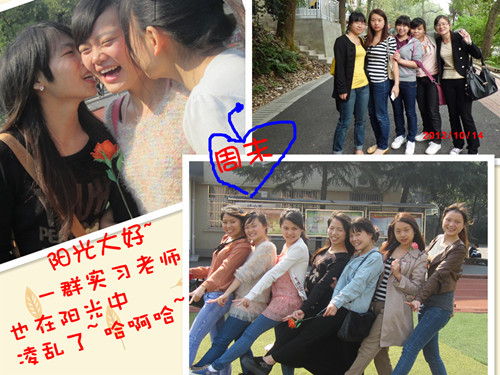 2012/10/14
周末
阳光大好~
一群实习老师
也在阳光中
凌乱了~哈啊哈~